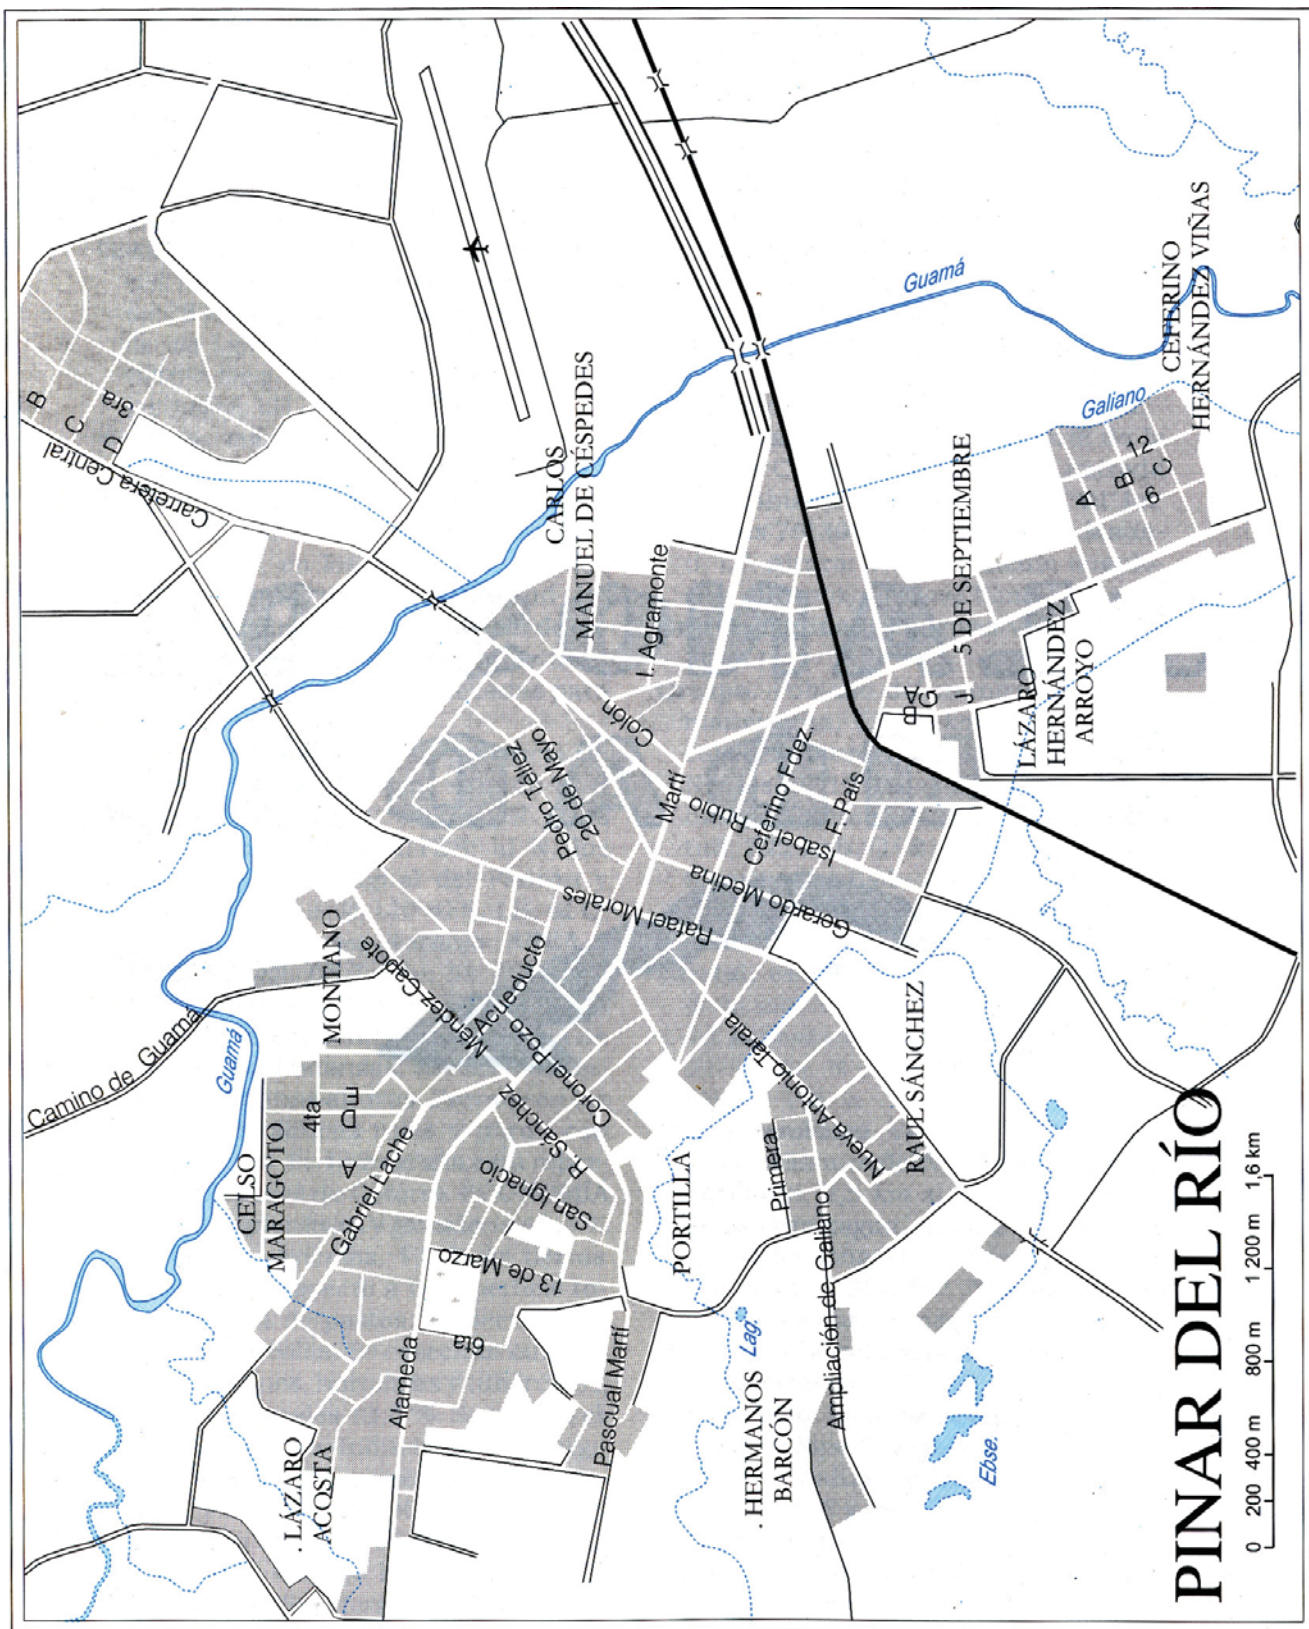 B
C
D
3ra
Carretera Central
CARLOS
MANUEL DE CÉSPEDES
Guamá
CEFERINO
HERNÁNDEZ VIÑAS
Galiano
A
B
C
12
6
5 DE SEPTIEMBRE
LÁZARO
HERNÁNDEZ
ARROYO
B
A
G
J
I. Agramonte
Colón
Martí
Pedro Téllez
20 de Mayo
Isabel Rubio
Ceferino Fdez.
F. País
Gerardo Medina
Rafael Morales
MONTANO
Méndez Capote
Acueducto
Coronel Pozo
Camino de Guamá
Guamá
4ta
A
D
E
CELSO
MARAGOTO
Gabriel Lache
R. Sánchez
San Ignacio
13 de Marzo
6ta
Alameda
Pascual Martí
. LÁZARO
ACOSTA
PORTILLA
Nueva
Antonio Tarala
RAUL SÁNCHEZ
Primera
Ampliación de Galiano
Lag.
. HERMANOS
BARCÓN
Ebse.
PINAR DEL RÍO
0 200 400 m 800 m 1 200 m 1,6 km